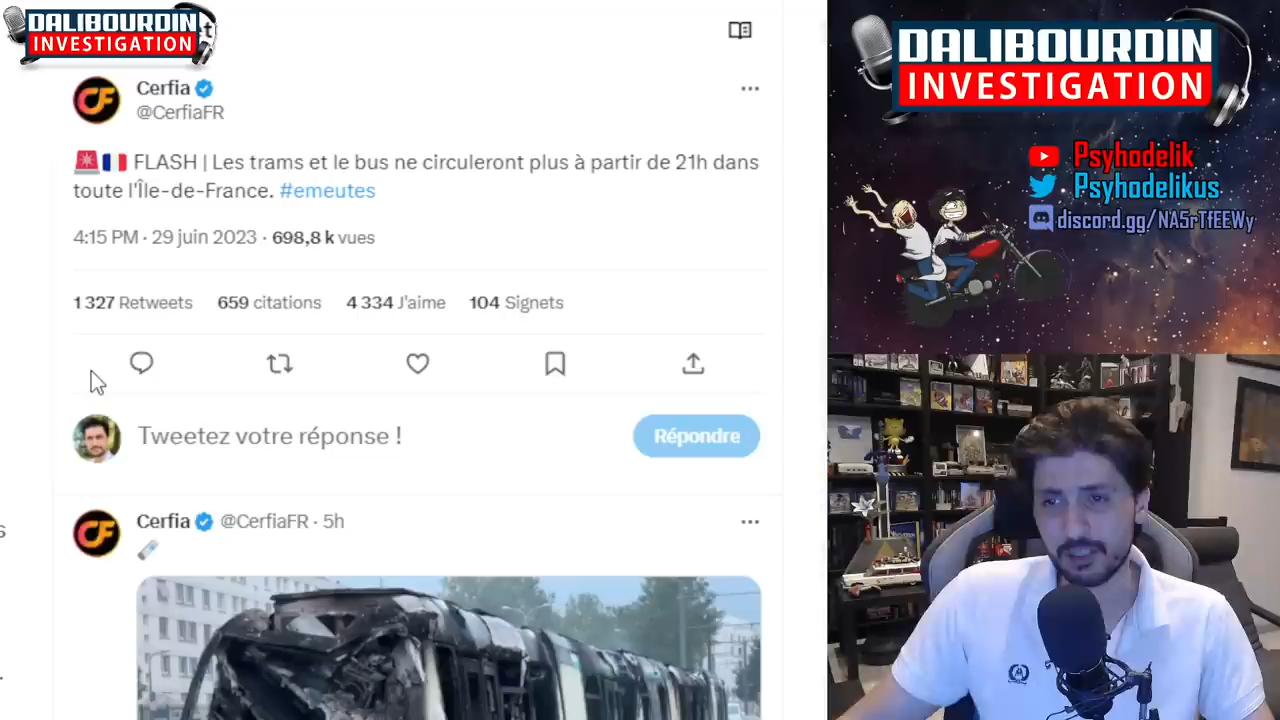 DALIBOURDIN
INVESTIGATION
Cerfia
@CerfiaFR
FLASH | Les trams et le bus ne circuleront plus à partir de 21h dans
toute l'Île-de-France. #emeutes
4:15 PM · 29 juin 2023 · 698,8 k vues
1 327 Retweets 659 citations 4 334 J'aime 104 Signets
Tweetez votre réponse !
Répondre
Cerfia @CerfiaFR · 5h
DALIBOURDIN
INVESTIGATION
Psyhodelik
Psyhodelikus
discord.gg/NA5rTfEEWy